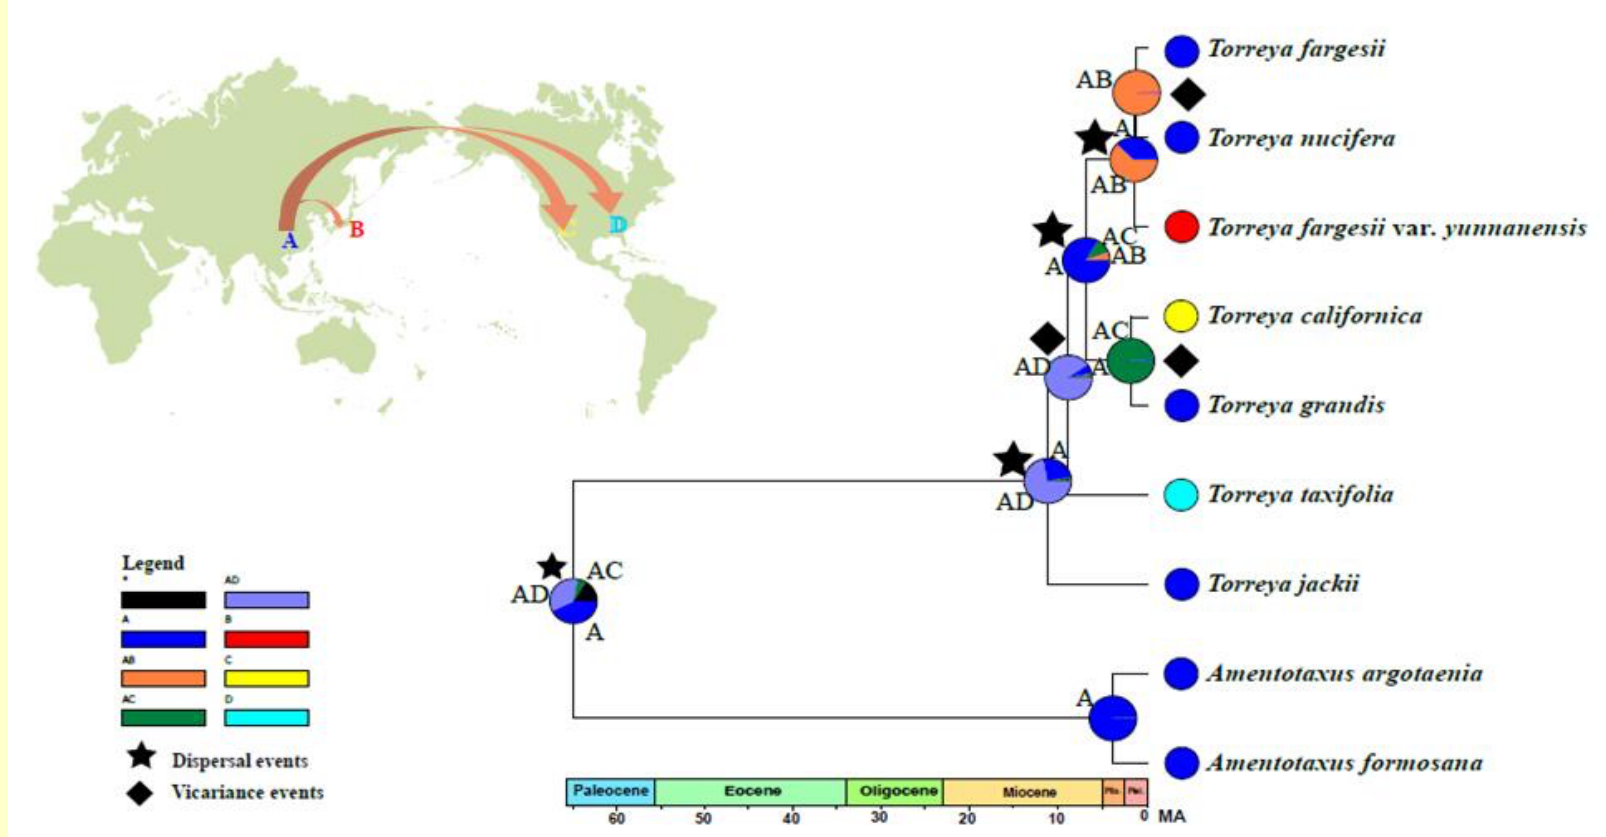 A
B
C
D
AB
Torreya fargesii
A
Torreya nucifera
AB
Torreya fargesii var. yunnanensis
A
AC
AB
Torreya californica
AC
AD
A
Torreya grandis
A
AD
Torreya taxifolia
Torreya jackii
AC
AD
A
Amentotaxus argotaenia
A
Amentotaxus formosana
Legend
*
AD
A
B
AB
C
AC
D
Dispersal events
Vicariance events
Paleocene Eocene Oligocene Miocene Plio. Plei.
60 50 40 30 20 10 0 MA